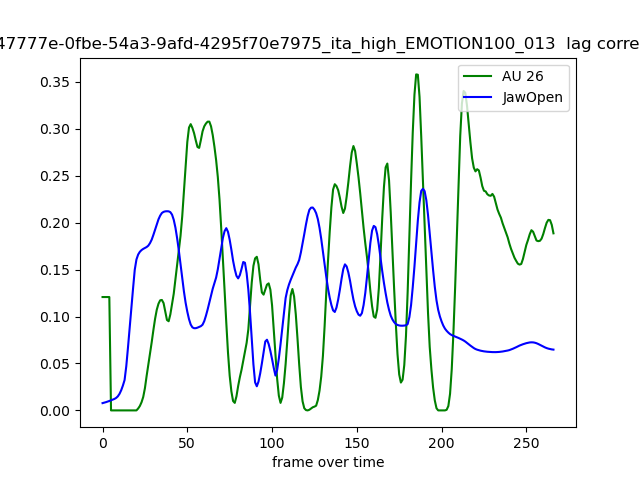 47777e-0fbe-54a3-9afd-4295f70e7975_ita_high_EMOTION100_013 lag corre
AU 26
JawOpen
0.35
0.30
0.25
0.20
0.15
0.10
0.05
0.00
0 50 100 150 200 250
frame over time